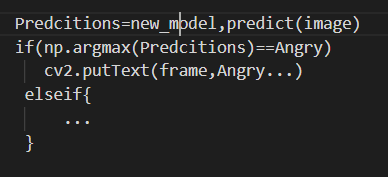 Predcitions=new_model,predict(image)
if(np.argmax(Predcitions)==Angry)
cv2.putText(frame,Angry...)
elseif{
...
}